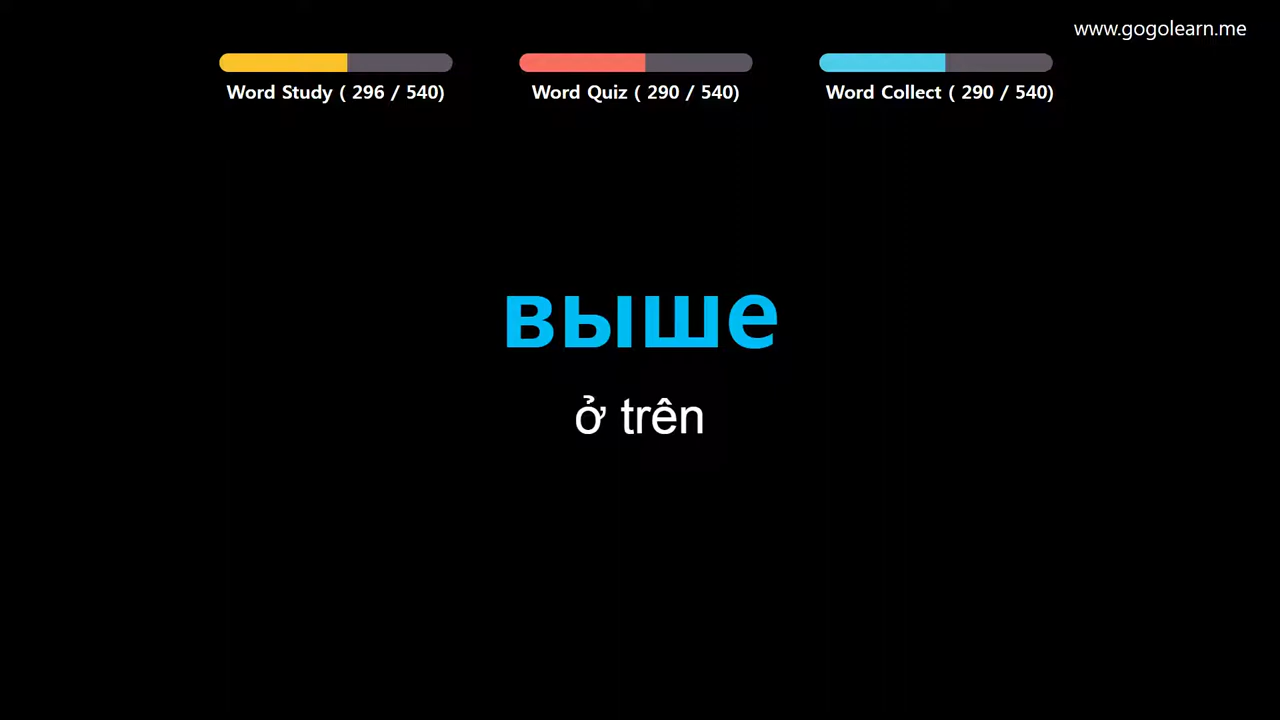 www.gogolearn.me
Word Study ( 296 / 540)
Word Quiz ( 290 / 540)
Word Collect ( 290 / 540)
выше
ở trên